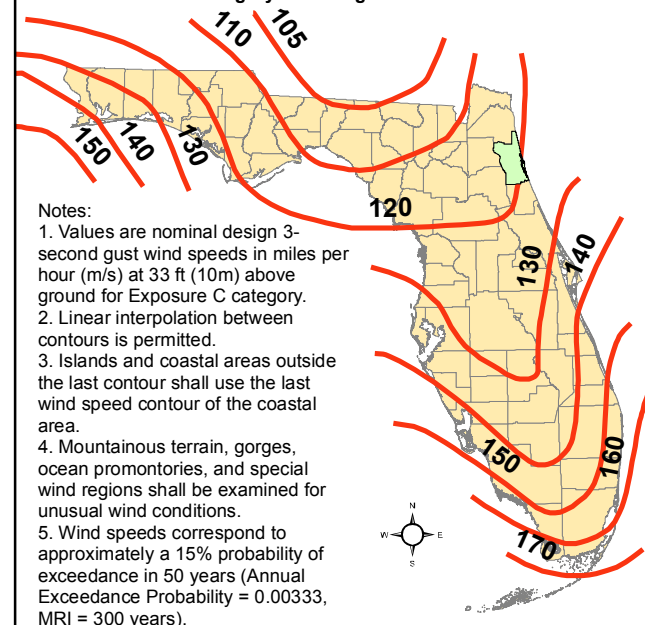 105
110
150
140
130
120
130
140
150
160
170
Notes:
1. Values are nominal design 3-
second gust wind speeds in miles per
hour (m/s) at 33 ft (10m) above
ground for Exposure C category.
2. Linear interpolation between
contours is permitted.
3. Islands and coastal areas outside
the last contour shall use the last
wind speed contour of the coastal
area.
4. Mountainous terrain, gorges,
ocean promontories, and special
wind regions shall be examined for
unusual wind conditions.
5. Wind speeds correspond to
approximately a 15% probability of
exceedance in 50 years (Annual
Exceedance Probability = 0.00333,
MRI = 300 years).
N
W E
S